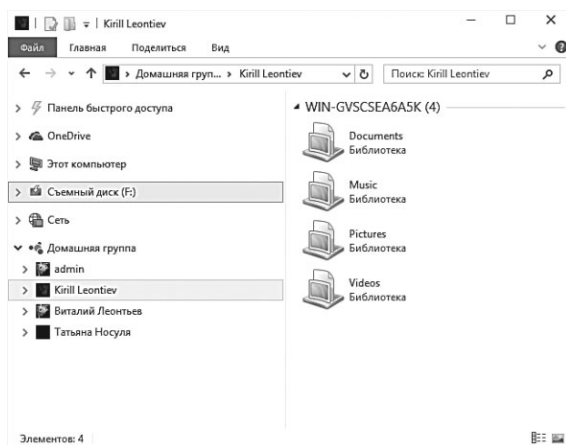 Kirill Leontiev
Файл Главная Поделиться Вид
Домашняя груп... Kirill Leontiev
Поиск: Kirill Leontiev
Панель быстрого доступа
OneDrive
Этот компьютер
Съемный диск (F:)
Сеть
Домашняя группа
admin
Kirill Leontiev
Виталий Леонтьев
Татьяна Носуля
WIN-GVSCSEA6A5K (4)
Documents
Библиотека
Music
Библиотека
Pictures
Библиотека
Videos
Библиотека
Элементов: 4